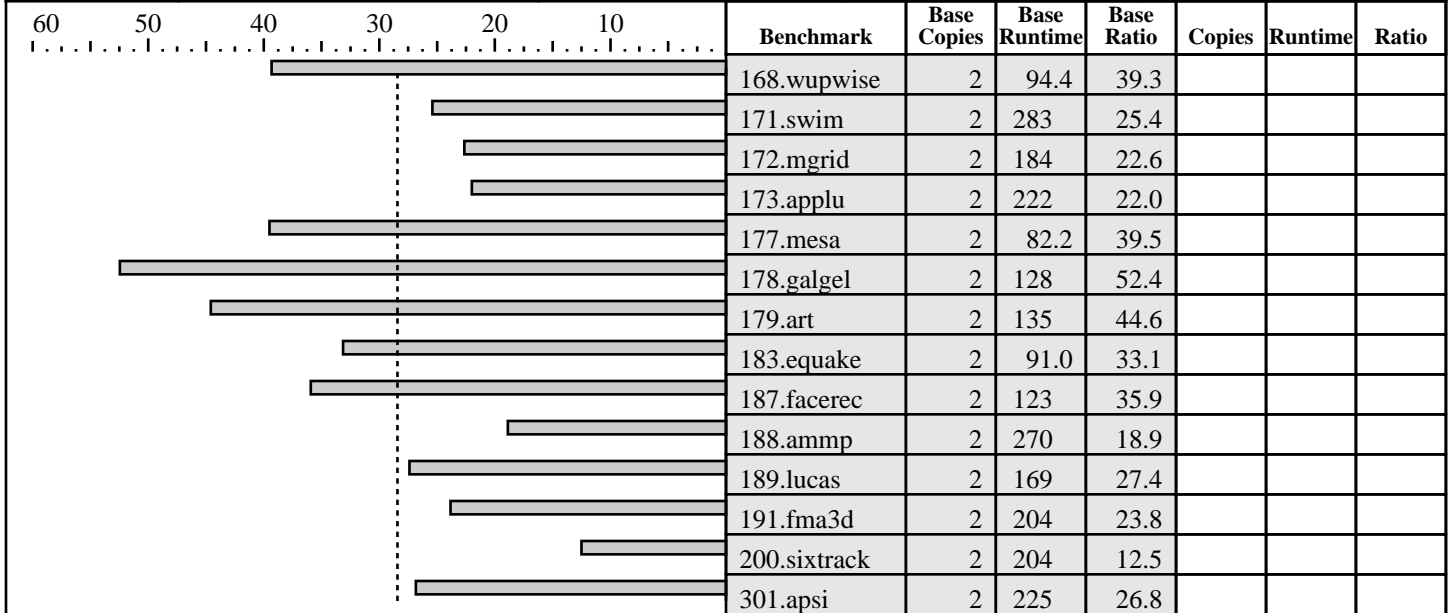 60 50 40 30 20 10
Benchmark Base Copies Base Runtime Base Ratio Copies Runtime Ratio
168.wupwise 2 94.4 39.3
171.swim 2 283 25.4
172.mgrid 2 184 22.6
173.applu 2 222 22.0
177.mesa 2 82.2 39.5
178.galgel 2 128 52.4
179.art 2 135 44.6
183.equake 2 91.0 33.1
187.facerec 2 123 35.9
188.ammp 2 270 18.9
189.lucas 2 169 27.4
191.fma3d 2 204 23.8
200.sixtrack 2 204 12.5
301.apsi 2 225 26.8